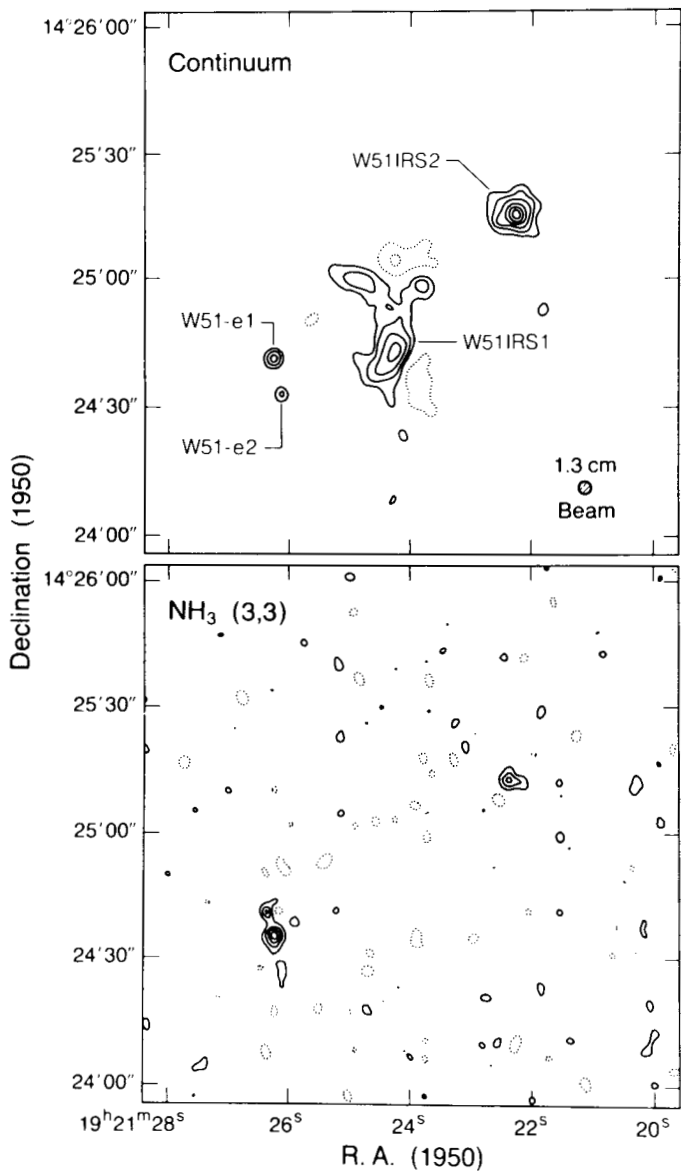 14°26′00″
Continuum
25′30″
W51IRS2
25′00″
W51-e1
W51IRS1
24′30″
W51-e2
1.3 cm
Beam
24′00″
Declination (1950)
14°26′00″
NH₃ (3,3)
25′30″
25′00″
24′30″
24′00″
19ʰ21ᵐ28ˢ
26ˢ
24ˢ
22ˢ
20ˢ
R.A. (1950)